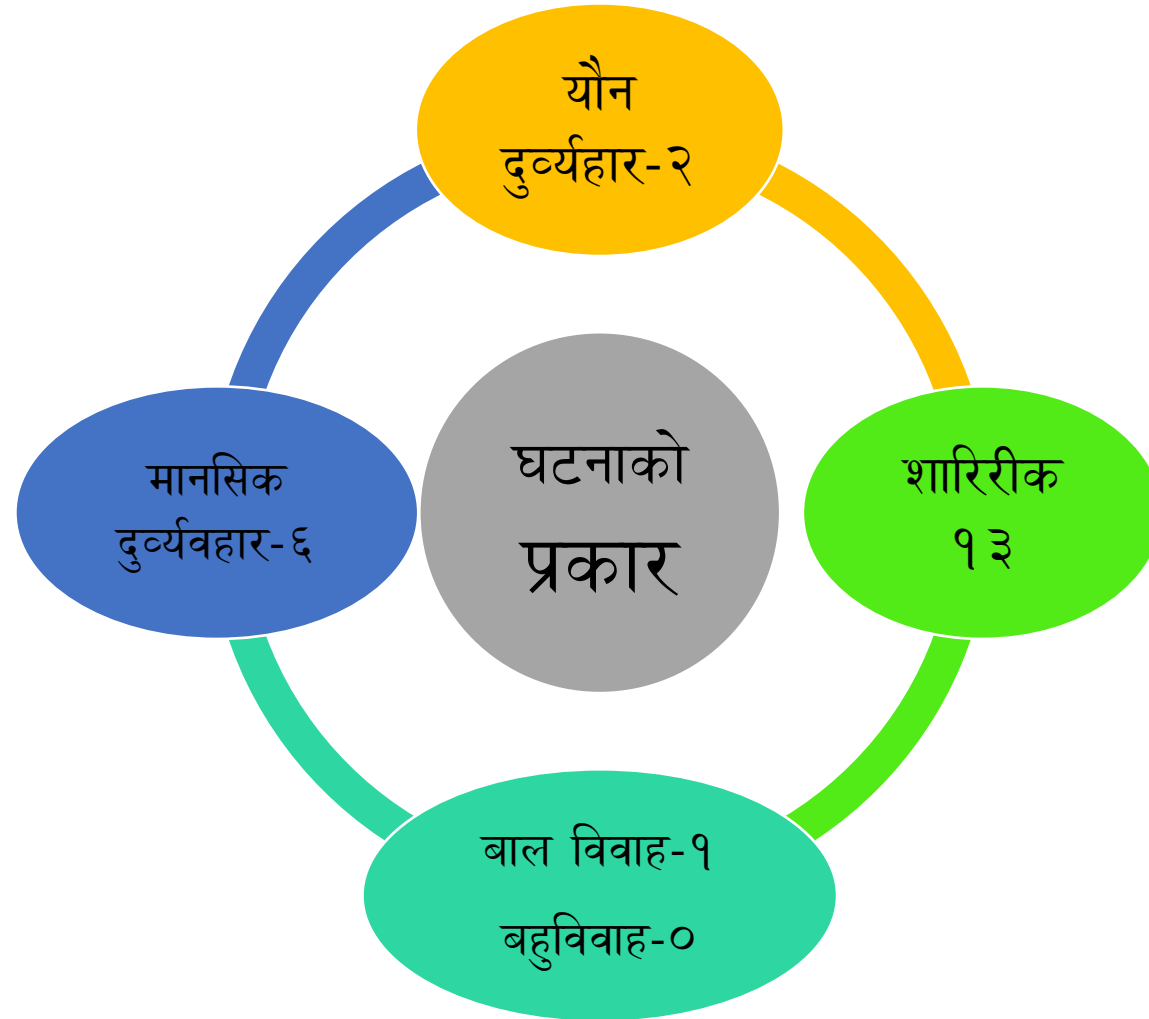 यौन
दुर्व्यहार-२
घटनाको
प्रकार
शारिरीक
१३
मानसिक
दुर्व्यवहार-६
बाल विवाह-१
बहुविवाह-०